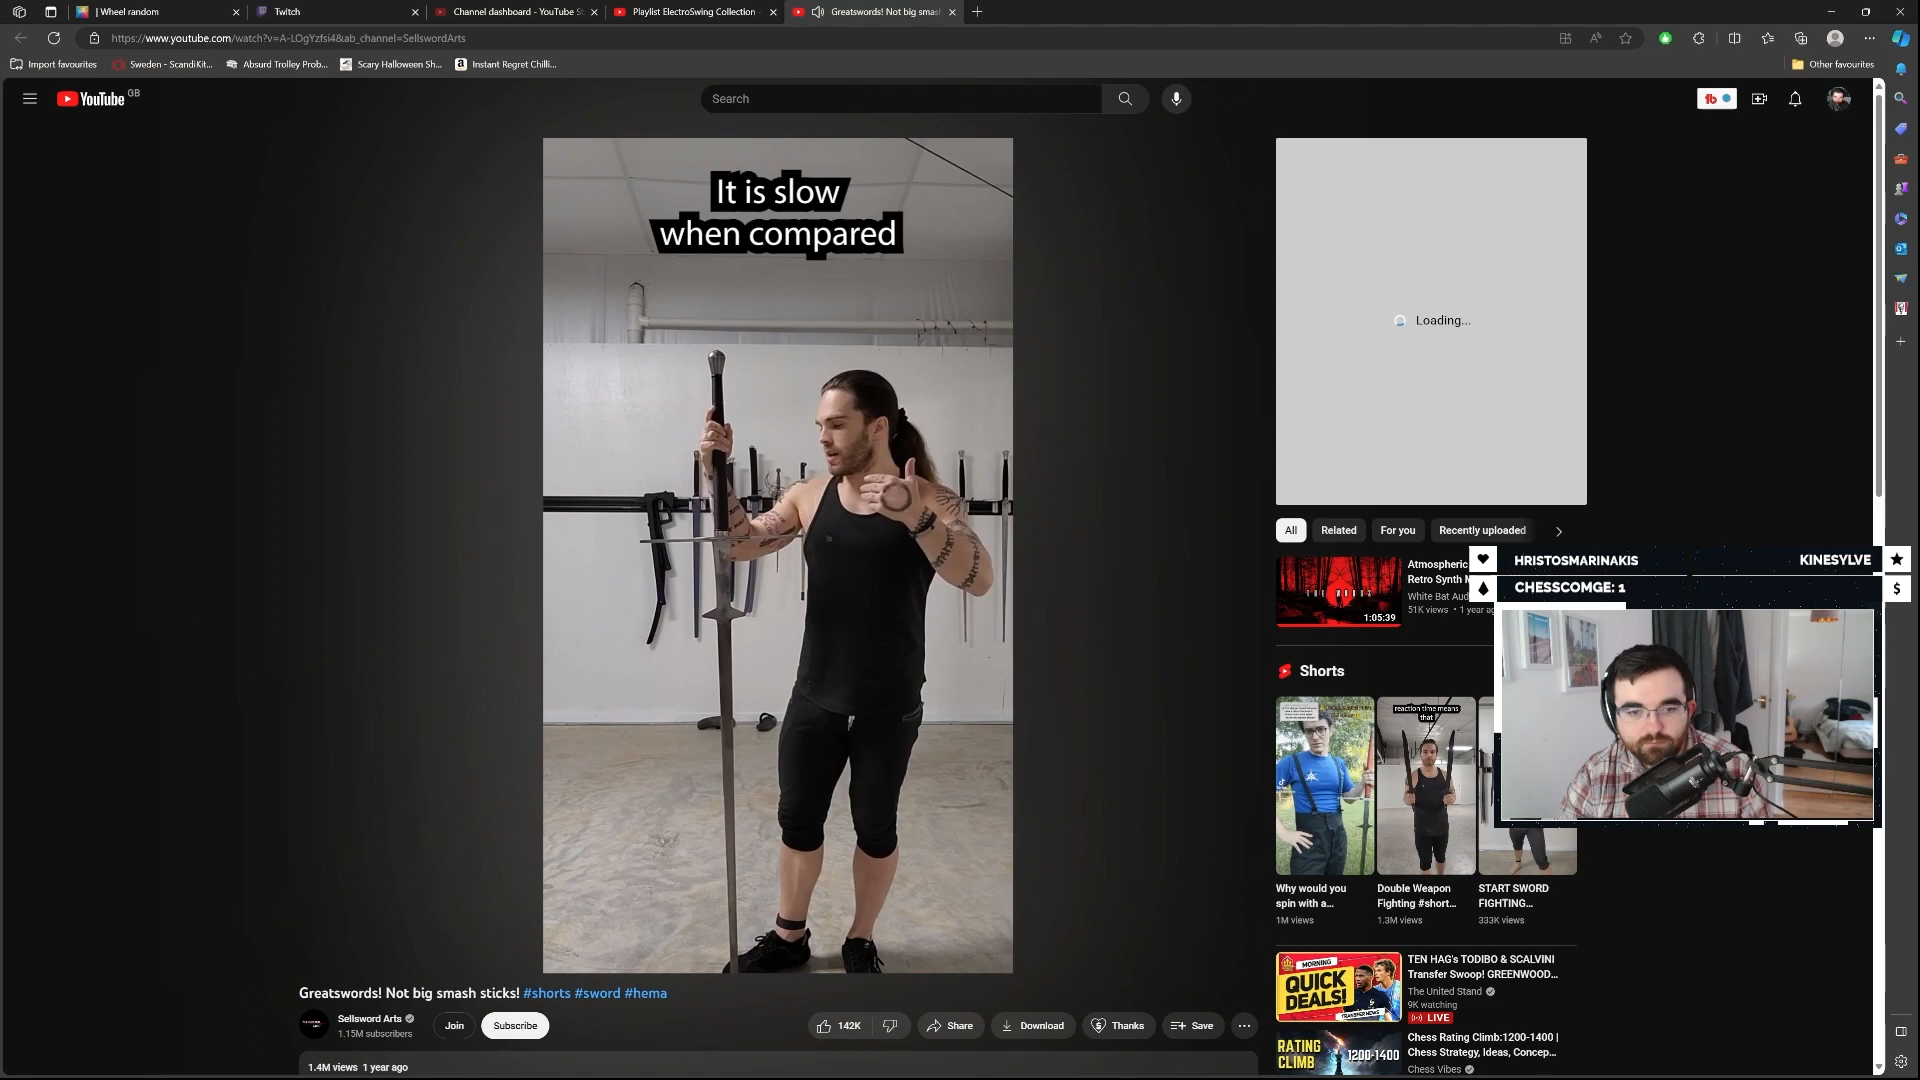 | Wheel random
Twitch
Channel dashboard - YouTube S
Playlist ElectroSwing Collection -
Greatswords! Not big smas
https://www.youtube.com/watch?v=A-LOgYzfsi4&ab_channel=SellswordArts
Import favourites
Sweden - ScandiKit...
Absurd Trolley Prob...
Scary Halloween Sh...
Instant Regret Chilli...
Other favourites
YouTube GB
Search
tb
It is slow
when compared
Loading...
All
Related
For you
Recently uploaded
Atmospheric
Retro Synth
White Bat Aud
51K views • 1 year ag
THE WOODS
1:05:39
HRISTOSMARINAKIS
KINESYLVE
CHESSCOMGE: 1
$
Shorts
reaction time means
that
Why would you
spin with a...
1M views
Double Weapon
Fighting #short...
1.3M views
START SWORD
FIGHTING...
333K views
MORNING
QUICK
DEALS!
TRANSFER NEWS
TEN HAG's TODIBO & SCALVINI
Transfer Swoop! GREENWOOD...
The United Stand
9K watching
LIVE
RATING
CLIMB
1200-1400
Chess Rating Climb:1200-1400 |
Chess Strategy, Ideas, Concep...
Chess Vibes
Greatswords! Not big smash sticks! #shorts #sword #hema
Sellsword Arts
1.15M subscribers
Join
Subscribe
142K
Share
Download
Thanks
Save
1.4M views 1 year ago